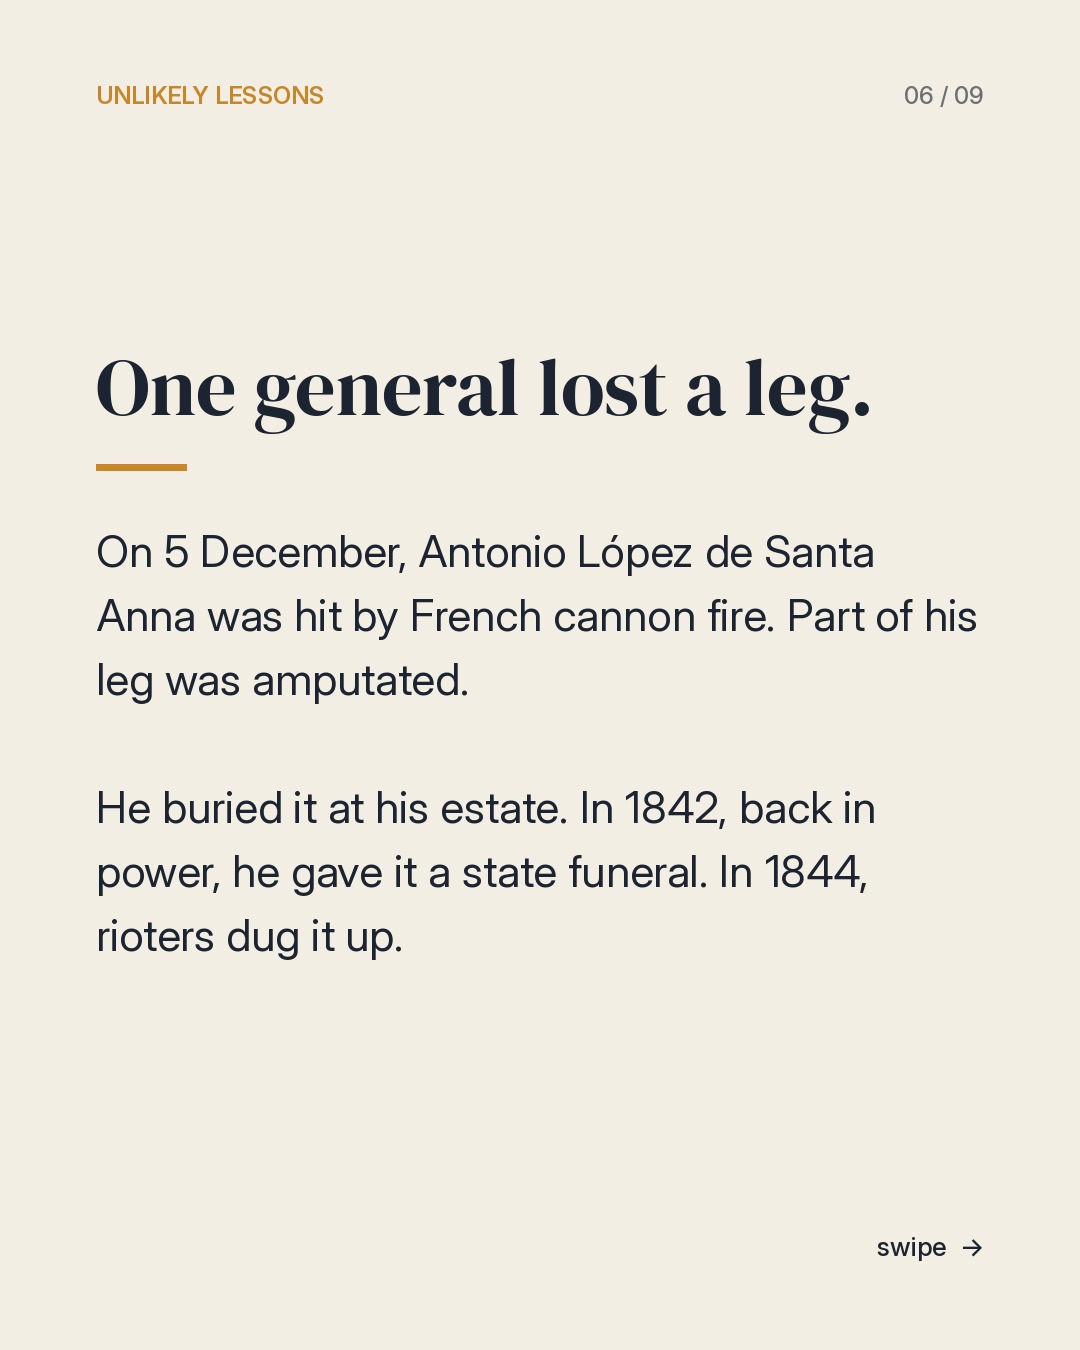 UNLIKELY LESSONS
06 / 09
One general lost a leg.
On 5 December, Antonio López de Santa
Anna was hit by French cannon fire. Part of his
leg was amputated.
He buried it at his estate. In 1842, back in
power, he gave it a state funeral. In 1844,
rioters dug it up.
swipe →